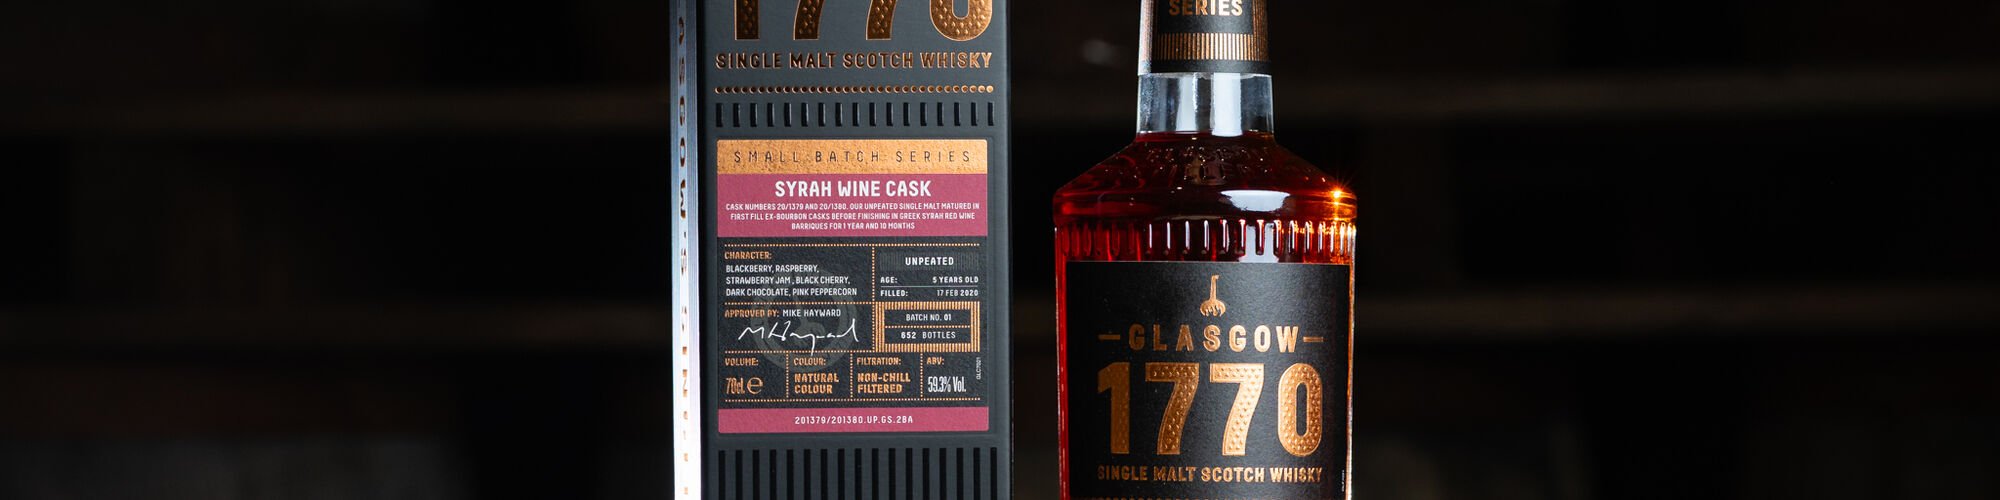 1770
SINGLE MALT SCOTCH WHISKY
SMALL BATCH SERIES
SYRAH WINE CASK
CASK NUMBERS 20/1379 AND 20/1380. OUR UNPEATED SINGLE MALT MATURED IN
FIRST FILL EX-BOURBON CASKS BEFORE FINISHING IN GREEK SYRAH RED WINE
BARRIQUES FOR 1 YEAR AND 10 MONTHS
CHARACTER:
BLACKBERRY, RASPBERRY,
STRAWBERRY JAM , BLACK CHERRY,
DARK CHOCOLATE, PINK PEPPERCORN
UNPEATED
AGE: 5 YEARS OLD
FILLED: 17 FEB 2020
APPROVED BY: MIKE HAYWARD
BATCH NO. 01
652 BOTTLES
VOLUME:
70cl ℮
COLOUR:
NATURAL
COLOUR
FILTRATION:
NON-CHILL
FILTERED
ABV:
59.3% Vol.
201379/201380.UP.GS.2BA
SERIES
GLASGOW
1770
SINGLE MALT SCOTCH WHISKY